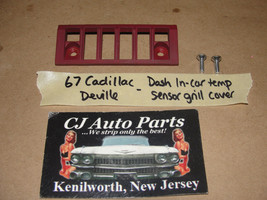 67 Cadillac - Dash In-car temp
Deville sensor grill cover
CJ Auto Parts
...We strip only the best!
Kenilworth, New Jersey